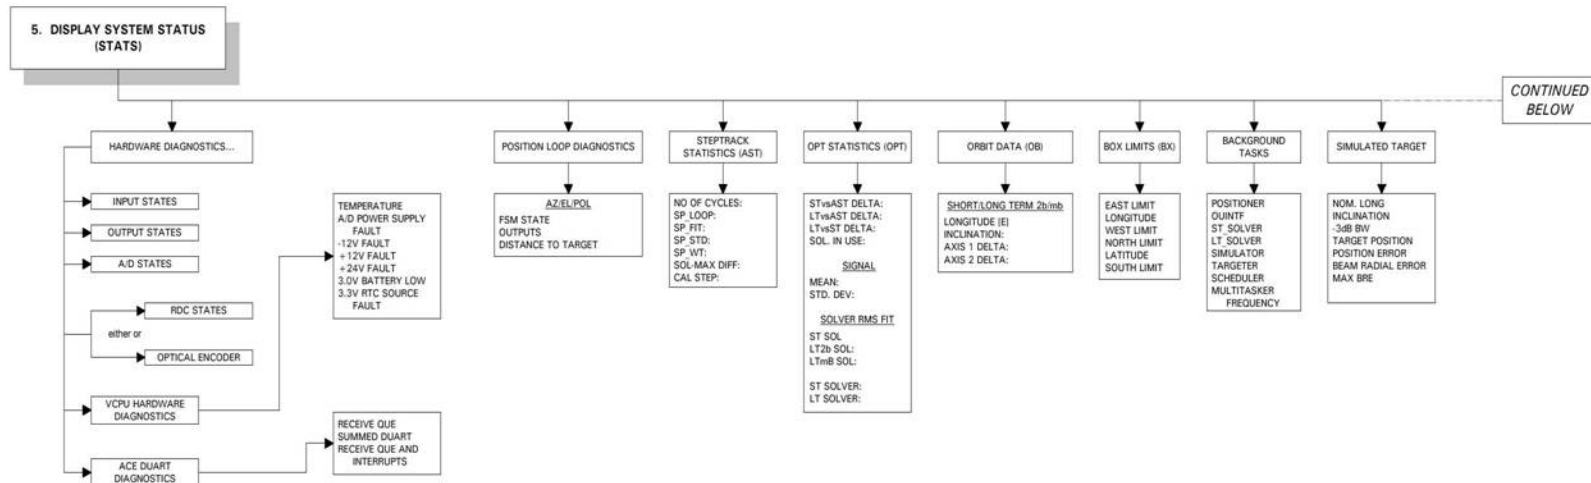 5. DISPLAY SYSTEM STATUS
(STATS)
CONTINUED
BELOW
HARDWARE DIAGNOSTICS...
INPUT STATES
OUTPUT STATES
A/D STATES
RDC STATES
either or
OPTICAL ENCODER
VCPU HARDWARE
DIAGNOSTICS
ACE DUART
DIAGNOSTICS
TEMPERATURE
A/D POWER SUPPLY
FAULT
-12V FAULT
+12V FAULT
+24V FAULT
3.0V BATTERY LOW
3.3V RTC SOURCE
FAULT
RECEIVE QUE
SUMMED DUART
RECEIVE QUE AND
INTERRUPTS
POSITION LOOP DIAGNOSTICS
AZ/EL/POL
FSM STATE
OUTPUTS
DISTANCE TO TARGET
STEPTRACK
STATISTICS (AST)
NO OF CYCLES:
SP_LOOP:
SP_FIT:
SP_STD:
SP_WT:
SOL-MAX DIFF:
CAL STEP:
OPT STATISTICS (OPT)
STvsAST DELTA:
LTvsAST DELTA:
LTvsST DELTA:
SOL. IN USE:
SIGNAL
MEAN:
STD. DEV:
SOLVER RMS FIT
ST SOL
LT2b SOL:
LTmB SOL:
ST SOLVER:
LT SOLVER:
ORBIT DATA (OB)
SHORT/LONG TERM 2b/mb
LONGITUDE [E]
INCLINATION:
AXIS 1 DELTA:
AXIS 2 DELTA:
BOX LIMITS (BX)
EAST LIMIT
LONGITUDE
WEST LIMIT
NORTH LIMIT
LATITUDE
SOUTH LIMIT
BACKGROUND
TASKS
POSITIONER
OUINTF
ST_SOLVER
LT_SOLVER
SIMULATOR
TARGETER
SCHEDULER
MULTITASKER
FREQUENCY
SIMULATED TARGET
NOM. LONG
INCLINATION
-3dB BW
TARGET POSITION
POSITION ERROR
BEAM RADIAL ERROR
MAX BRE